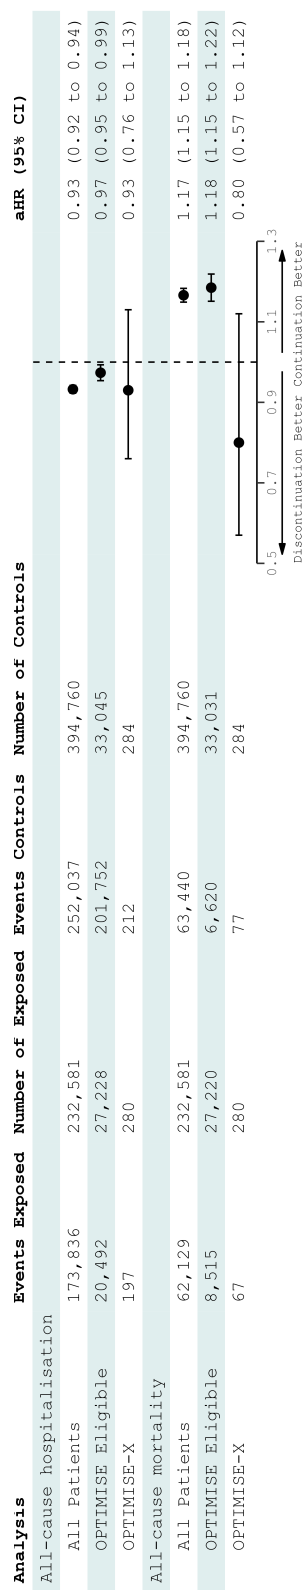 Analysis Events Exposed Number of Exposed Events Controls Number of Controls aHR (95% CI)
All-cause hospitalisation
All Patients 173,836 232,581 252,037 394,760 0.93 (0.92 to 0.94)
OPTIMISE Eligible 20,492 27,228 201,752 33,045 0.97 (0.95 to 0.99)
OPTIMISE-X 197 280 212 284 0.93 (0.76 to 1.13)
All-cause mortality
All Patients 62,129 232,581 63,440 394,760 1.17 (1.15 to 1.18)
OPTIMISE Eligible 8,515 27,220 6,620 33,031 1.18 (1.15 to 1.22)
OPTIMISE-X 67 280 77 284 0.80 (0.57 to 1.12)
0.5 0.7 0.9 1.1 1.3
Discontinuation Better Continuation Better